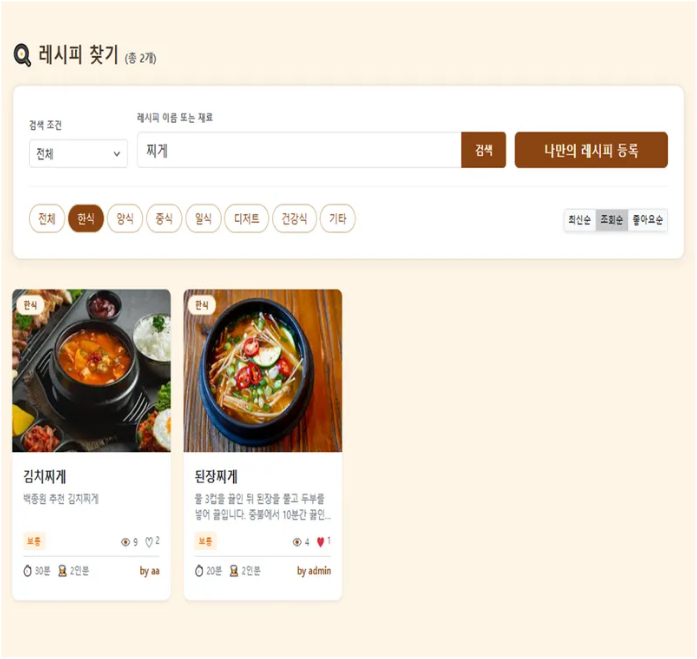 레시피 찾기 (총 2개)
검색 조건
레시피 이름 또는 재료
전체
찌게
검색
나만의 레시피 등록
전체 한식 양식 중식 일식 디저트 건강식 기타
최신순 조회순 좋아요순
한식
김치찌게
백종원 추천 김치찌게
보통
9 2
30분 2인분
by aa
한식
된장찌게
물 3컵을 끓인 뒤 된장을 풀고 두부를
넣어 끓입니다. 중불에서 10분간 끓인...
보통
4 1
20분 2인분
by admin